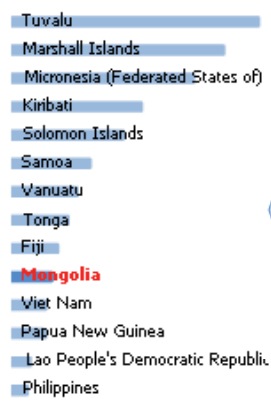 Tuvalu
Marshall Islands
Micronesia (Federated States of)
Kiribati
Solomon Islands
Samoa
Vanuatu
Tonga
Fiji
Mongolia
Viet Nam
Papua New Guinea
Lao People's Democratic Republic
Philippines